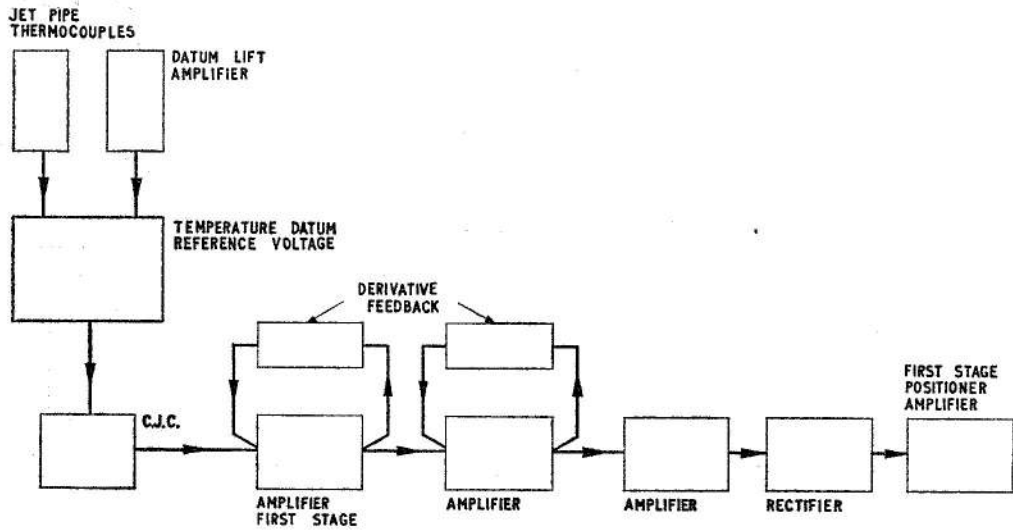 JET PIPE
THERMOCOUPLES
DATUM LIFT
AMPLIFIER
TEMPERATURE DATUM
REFERENCE VOLTAGE
DERIVATIVE
FEEDBACK
FIRST STAGE
POSITIONER
AMPLIFIER
C.J.C.
AMPLIFIER
FIRST STAGE
AMPLIFIER
AMPLIFIER
RECTIFIER